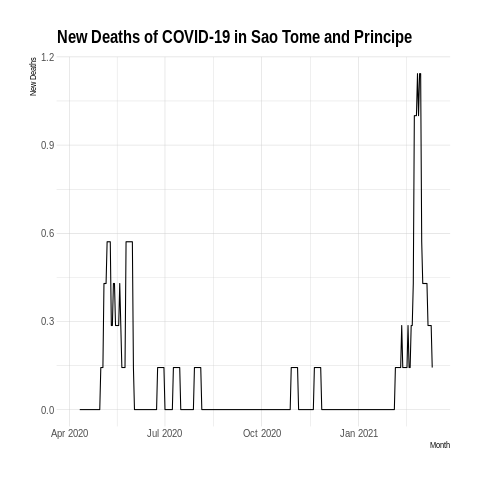 New Deaths of COVID-19 in Sao Tome and Principe
New Deaths
1.2
0.9
0.6
0.3
0.0
Apr 2020 Jul 2020 Oct 2020 Jan 2021
Month